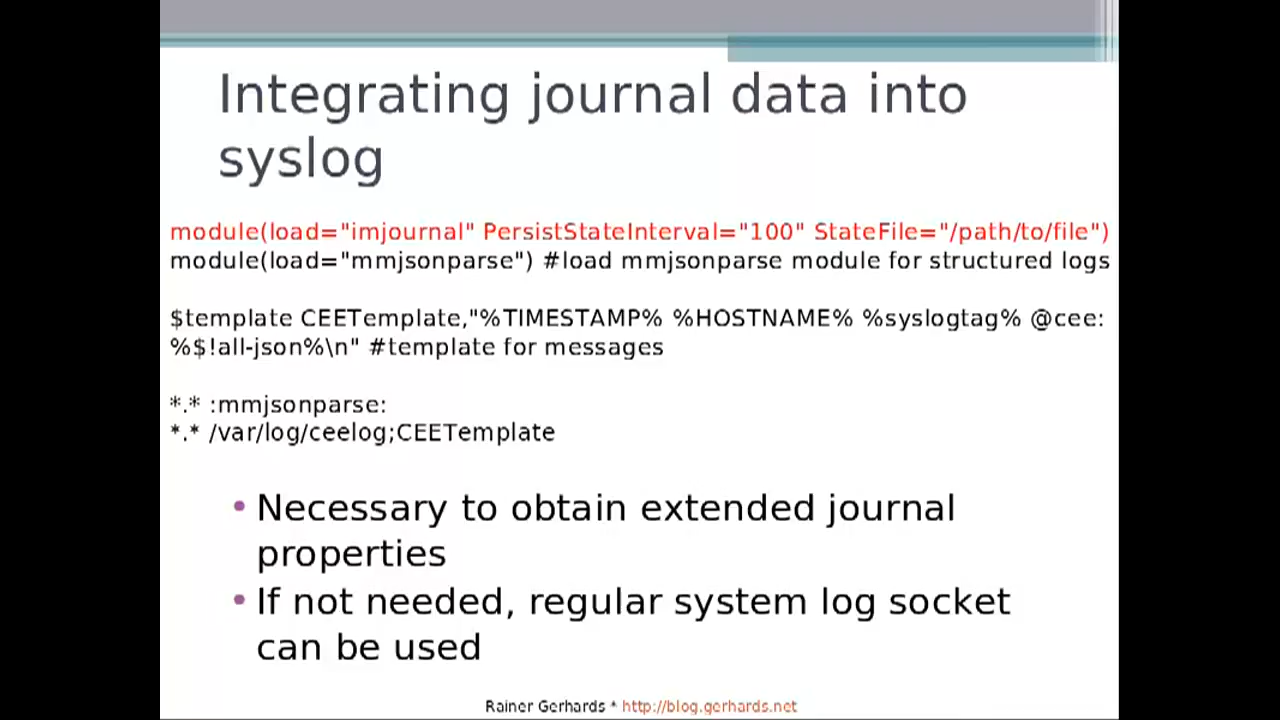 Integrating journal data into
syslog
module(load="imjournal" PersistStateInterval="100" StateFile="/path/to/file")
module(load="mmjsonparse") #load mmjsonparse module for structured logs
$template CEETemplate,"%TIMESTAMP% %HOSTNAME% %syslogtag% @cee:
%$!all-json%\n" #template for messages
*.* :mmjsonparse:
*.* /var/log/ceelog;CEETemplate
• Necessary to obtain extended journal
properties
• If not needed, regular system log socket
can be used
Rainer Gerhards * http://blog.gerhards.net